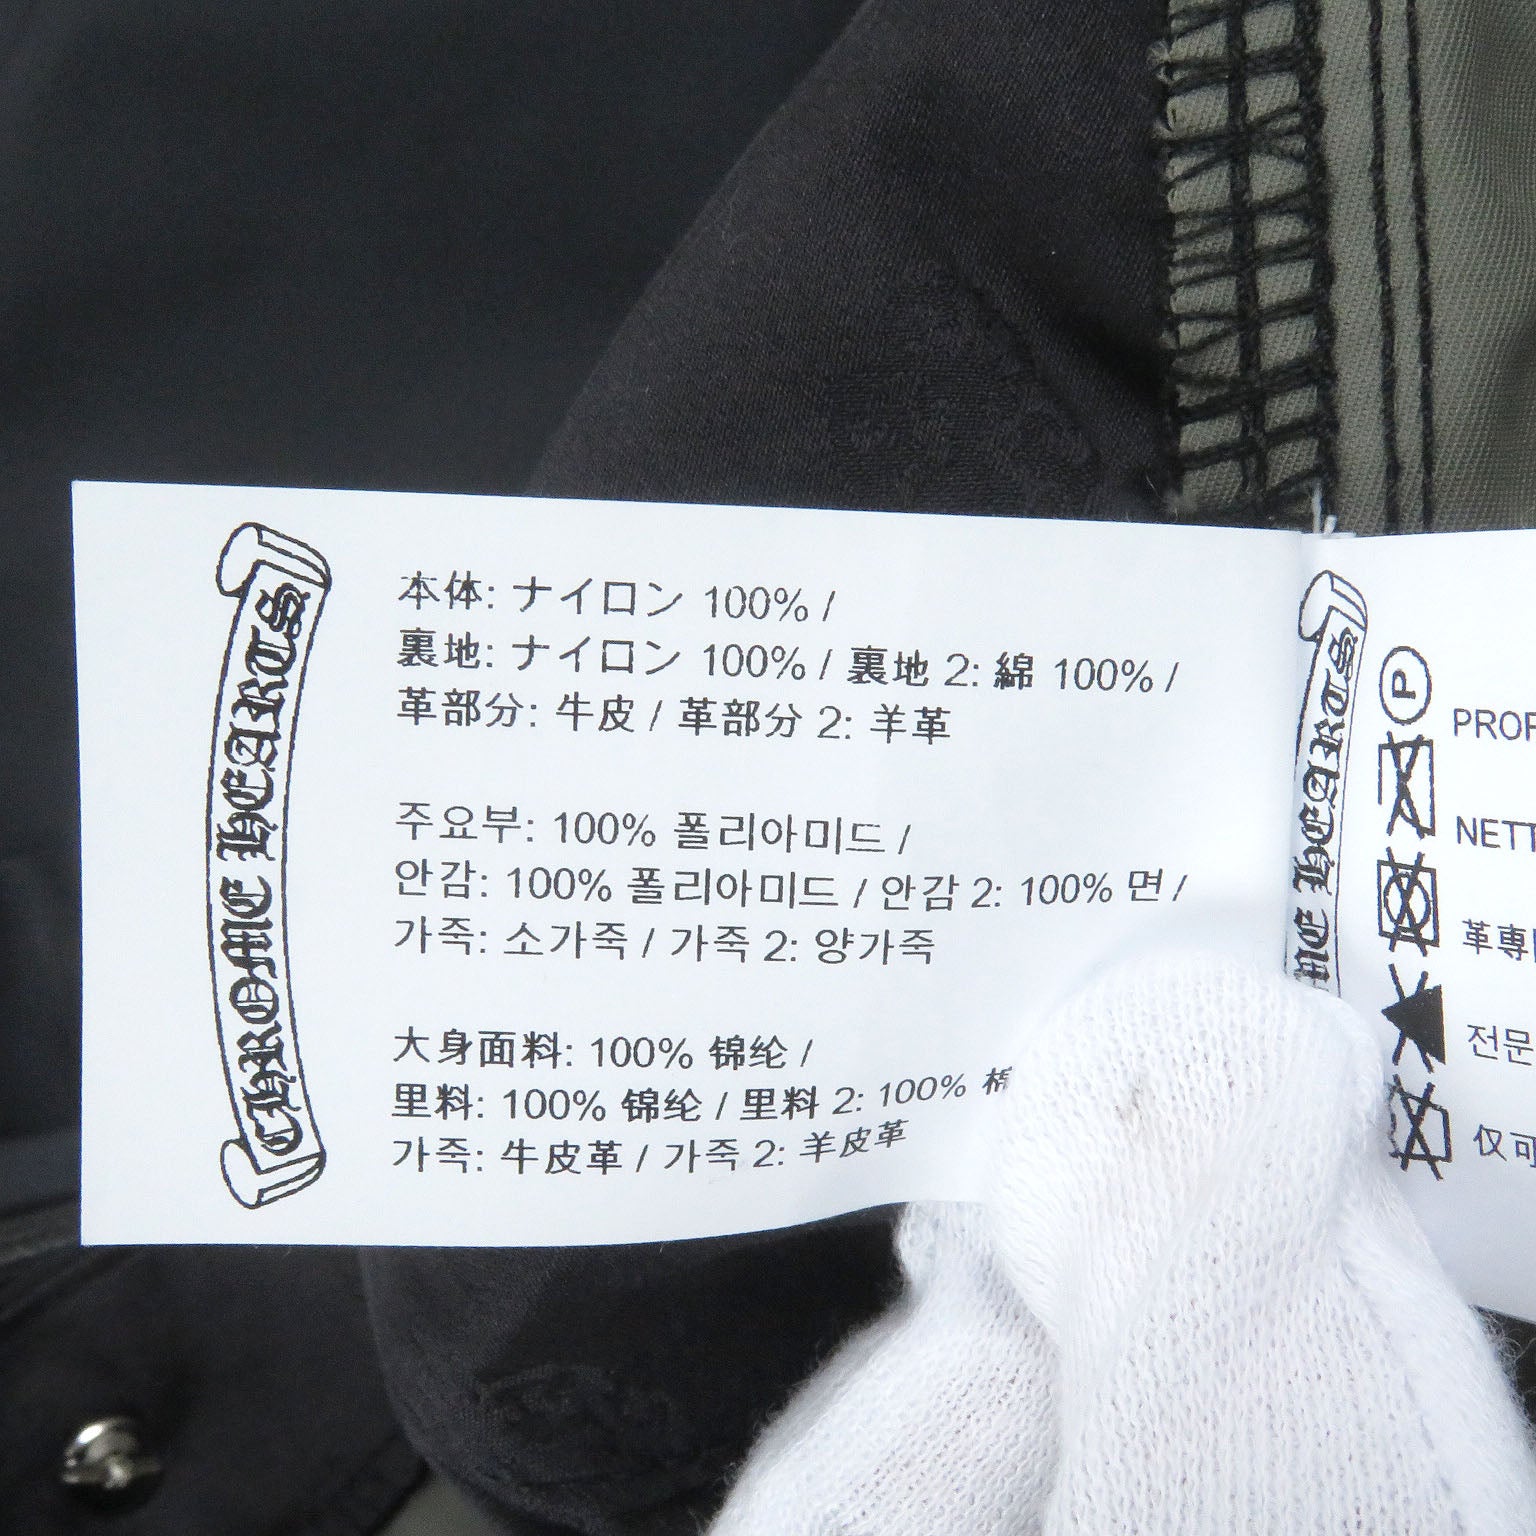 CHROME HEARTS
本体: ナイロン 100% /
裏地: ナイロン 100% / 裏地 2: 綿 100% /
革部分: 牛皮 / 革部分 2: 羊革
주요부: 100% 폴리아미드 /
안감: 100% 폴리아미드 / 안감 2: 100% 면 /
가죽: 소가죽 / 가죽 2: 양가죽
大身面料: 100% 锦纶 /
里料: 100% 锦纶 / 里料 2: 100%
가죽: 牛皮革 / 가죽 2: 羊皮革
HEARTS
P
PROF
NETT
革専
전문
仅可